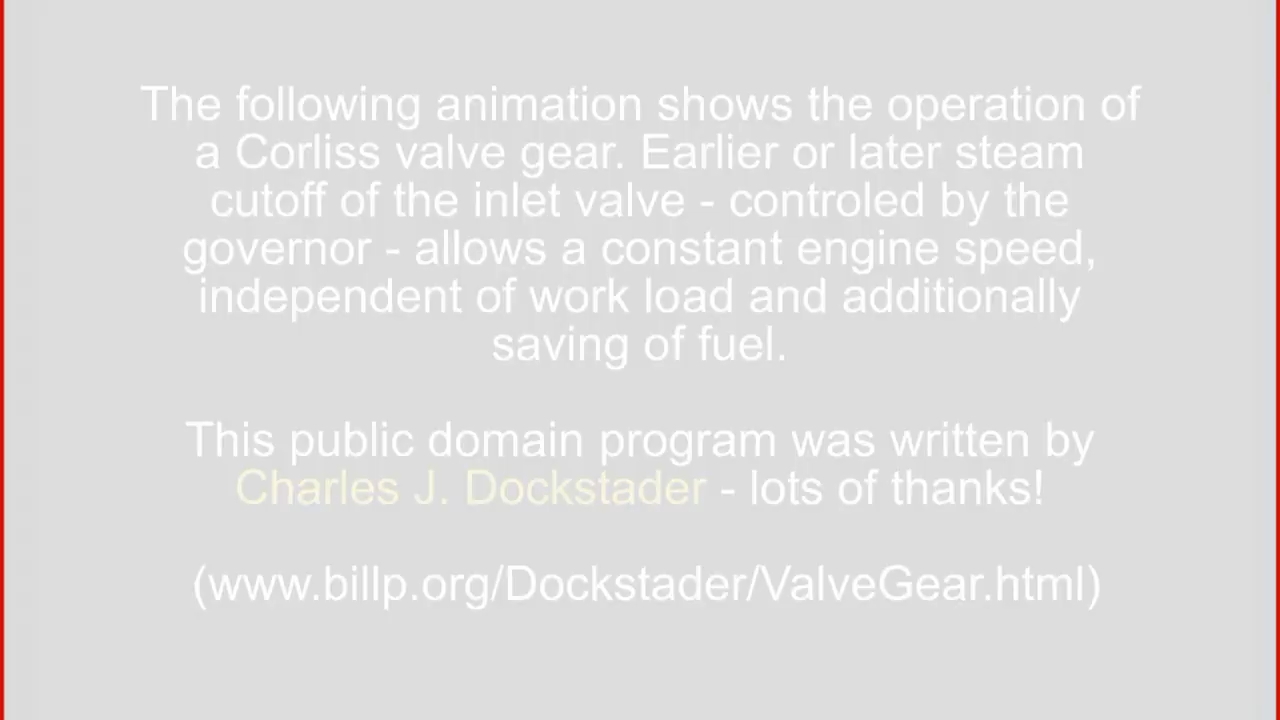 The following animation shows the operation of
a Corliss valve gear. Earlier or later steam
cutoff of the inlet valve - controled by the
governor - allows a constant engine speed,
independent of work load and additionally
saving of fuel.
This public domain program was written by
Charles J. Dockstader - lots of thanks!
(www.billp.org/Dockstader/ValveGear.html)